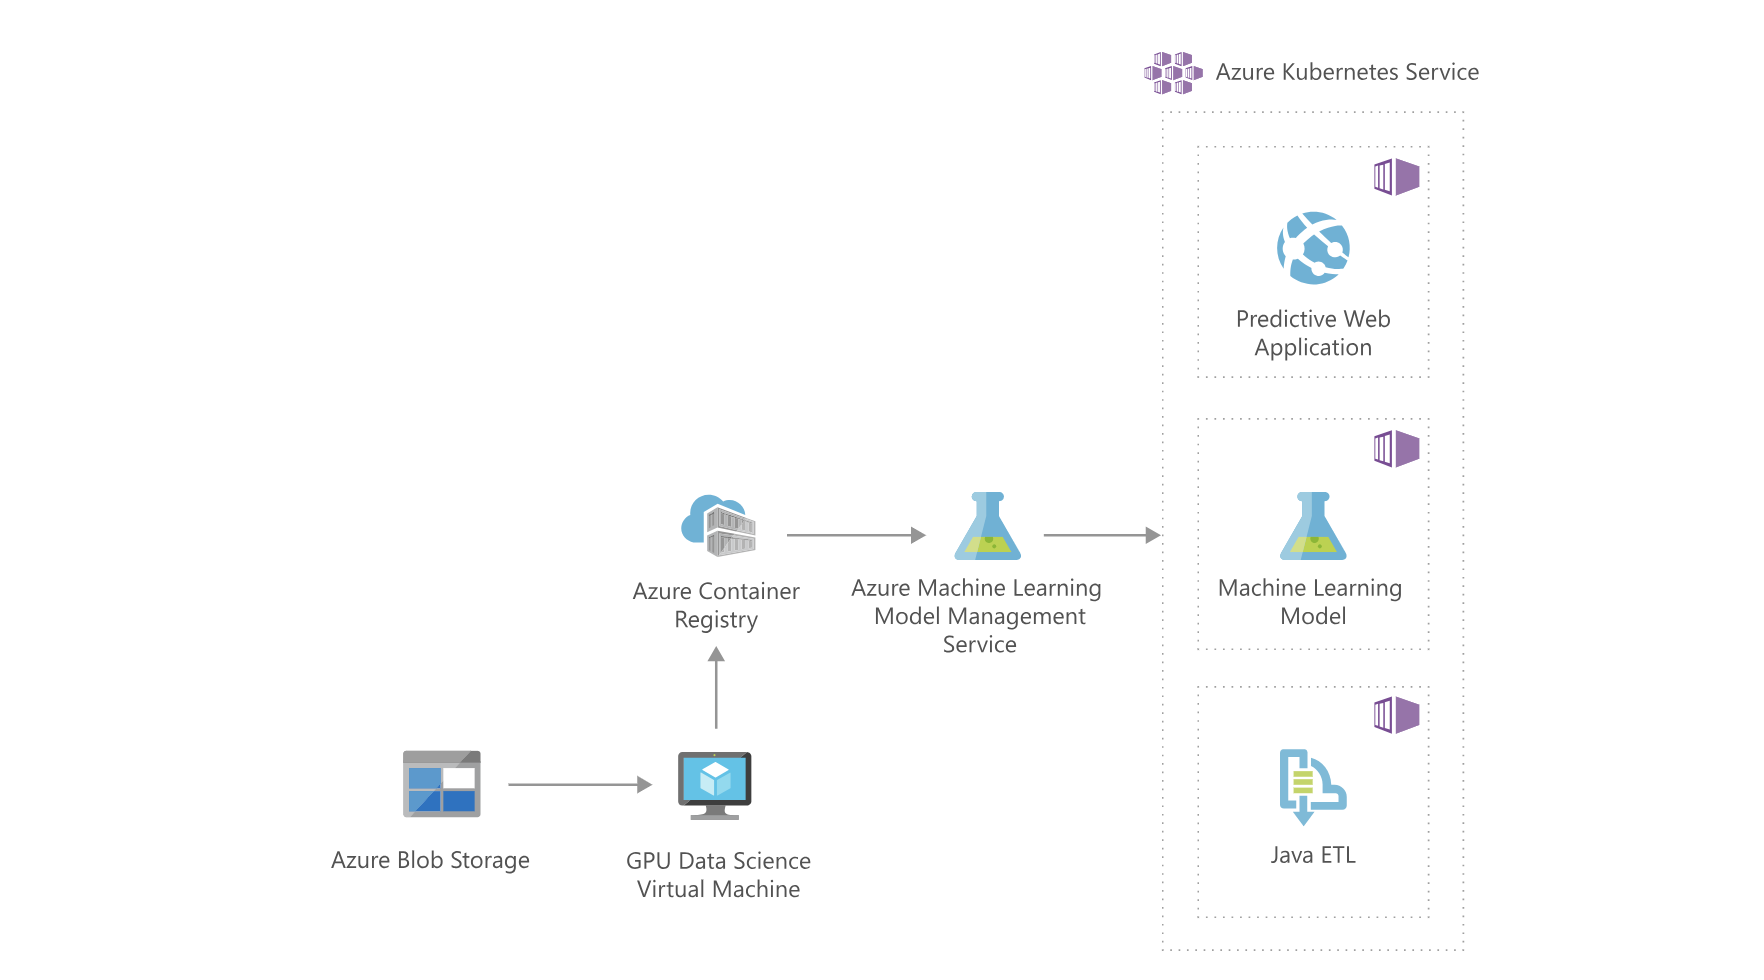 Azure Kubernetes Service
Predictive Web
Application
Azure Container
Registry
Azure Machine Learning
Model Management
Service
Machine Learning
Model
Azure Blob Storage
GPU Data Science
Virtual Machine
Java ETL